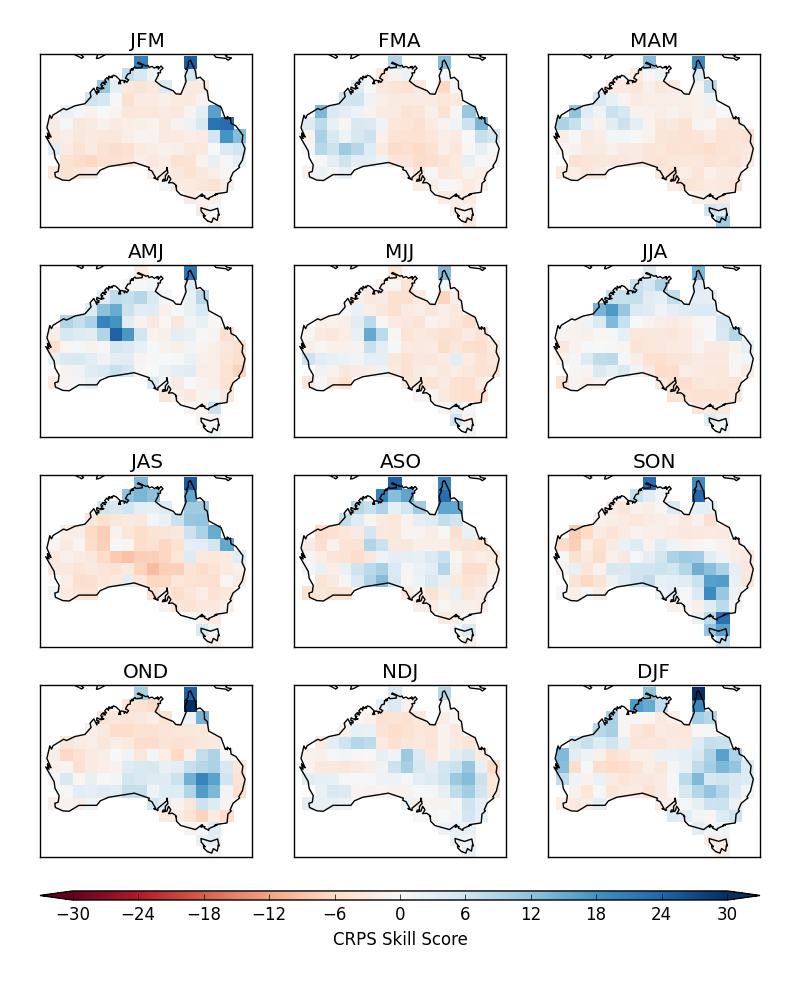 JFM FMA MAM
AMJ MJJ JJA
JAS ASO SON
OND NDJ DJF
−30 −24 −18 −12 −6 0 6 12 18 24 30
CRPS Skill Score